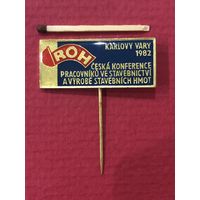 ROH
KARLOVY VARY
1982
ČESKÁ KONFERENCE
PRACOVNÍKŮ VE STAVEBNICTVÍ
A VÝROBĚ STAVEBNÍCH HMOT